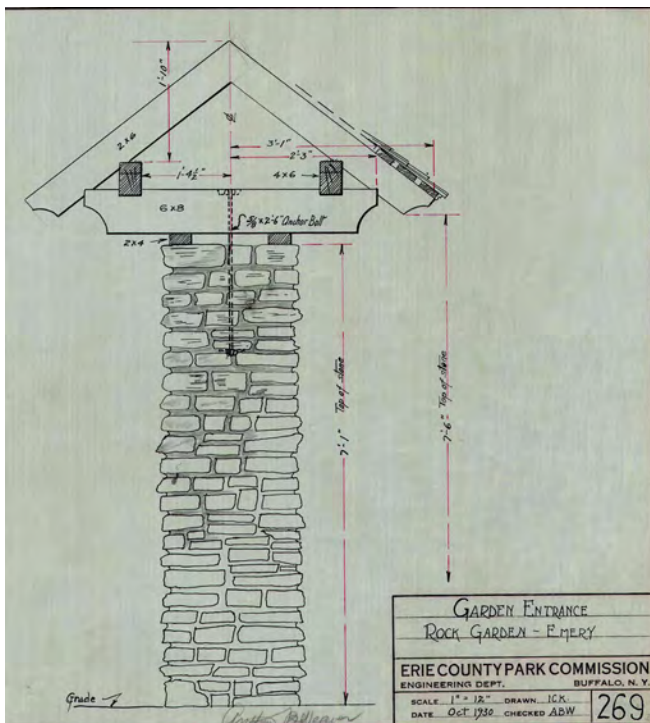 1'-10"
2x6
3'-1"
2'-3"
1'-4½"
4x6
6x8
⅝ x 2'-6" Anchor Bolt
2x4
7'-1" Top of stone
7'-6" Top of stone
Grade
GARDEN ENTRANCE
ROCK GARDEN - EMERY
ERIE COUNTY PARK COMMISSION
ENGINEERING DEPT. BUFFALO, N. Y.
SCALE 1" = 12" DRAWN ICK
DATE Oct 1930 CHECKED ABW
269